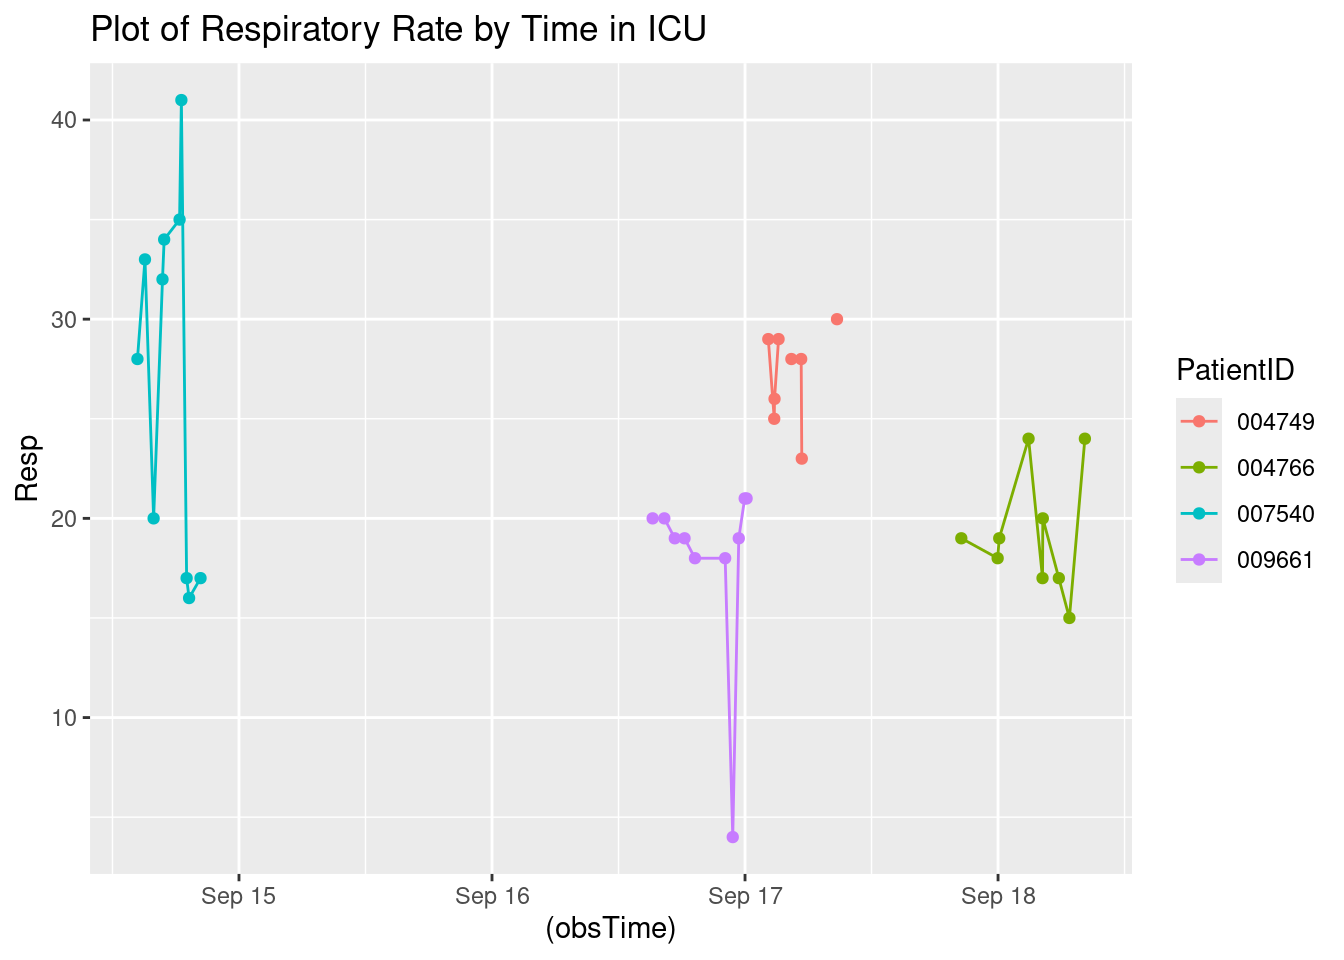 Plot of Respiratory Rate by Time in ICU
40
30
20
10
Resp
Sep 15
Sep 16
Sep 17
Sep 18
(obsTime)
PatientID
004749
004766
007540
009661